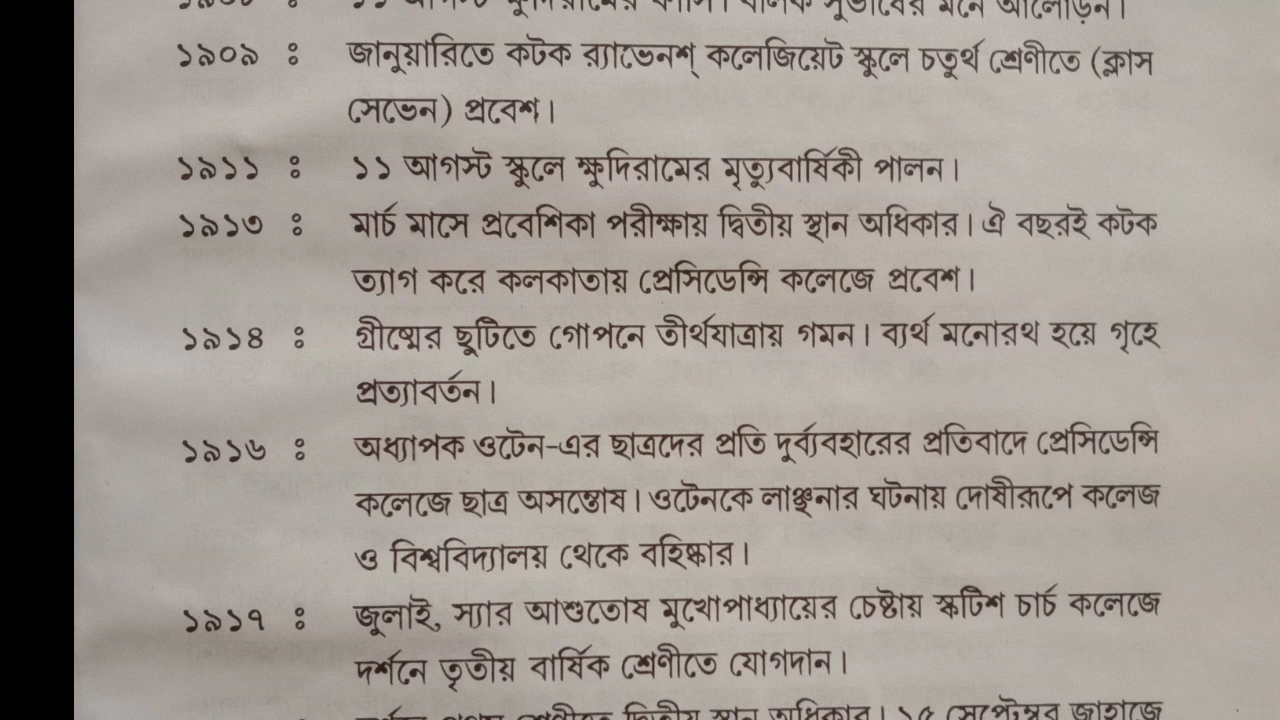 ১৯০৯ : জানুয়ারিতে কটক র‍্যাভেনশ্ কলেজিয়েট স্কুলে চতুর্থ শ্রেণীতে (ক্লাস
সেভেন) প্রবেশ।
১৯১১ : ১১ আগস্ট স্কুলে ক্ষুদিরামের মৃত্যুবার্ষিকী পালন।
১৯১৩ : মার্চ মাসে প্রবেশিকা পরীক্ষায় দ্বিতীয় স্থান অধিকার। ঐ বছরই কটক
ত্যাগ করে কলকাতায় প্রেসিডেন্সি কলেজে প্রবেশ।
১৯১৪ : গ্রীষ্মের ছুটিতে গোপনে তীর্থযাত্রায় গমন। ব্যর্থ মনোরথ হয়ে গৃহে
প্রত্যাবর্তন।
১৯১৬ : অধ্যাপক ওটেন-এর ছাত্রদের প্রতি দুর্ব্যবহারের প্রতিবাদে প্রেসিডেন্সি
কলেজে ছাত্র অসন্তোষ। ওটেনকে লাঞ্ছনার ঘটনায় দোষীরূপে কলেজ
ও বিশ্ববিদ্যালয় থেকে বহিষ্কার।
১৯১৭ : জুলাই, স্যার আশুতোষ মুখোপাধ্যায়ের চেষ্টায় স্কটিশ চার্চ কলেজে
দর্শনে তৃতীয় বার্ষিক শ্রেণীতে যোগদান।
দ্বিতীয় স্থান অধিকার। ১৫ সেপ্টেম্বর জাহাজে